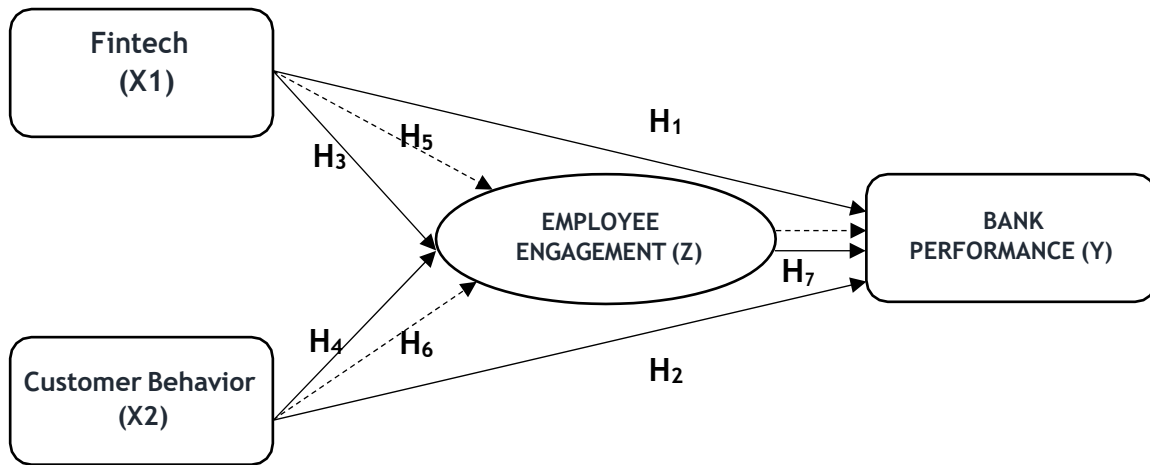 Fintech
(X1)
H₁
H₅
H₃
EMPLOYEE
ENGAGEMENT (Z)
BANK
PERFORMANCE (Y)
H₇
H₄
H₆
H₂
Customer Behavior
(X2)